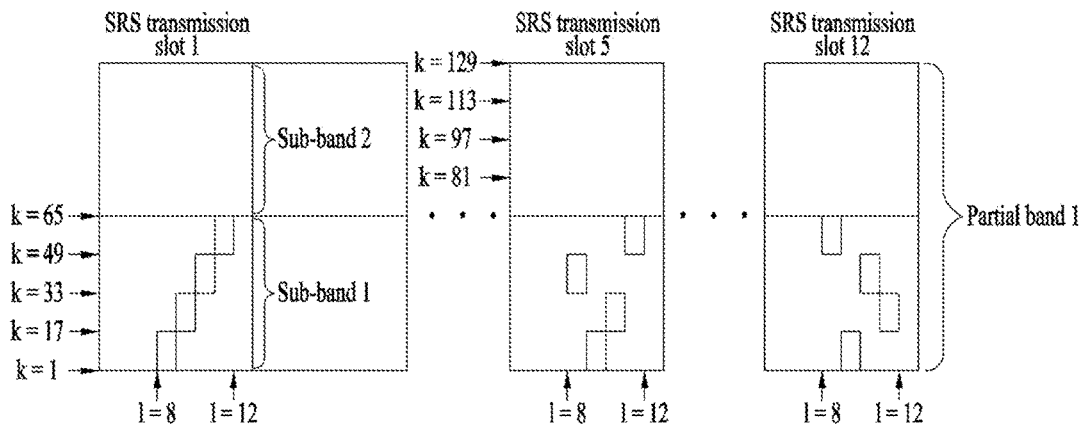 SRS transmission
slot 1
SRS transmission
slot 5
SRS transmission
slot 12
k = 129
k = 113
k = 97
k = 81
Sub-band 2
k = 65
k = 49
k = 33
k = 17
k = 1
Sub-band 1
Partial band 1
l = 8
l = 12
l = 8
l = 12
l = 8
l = 12